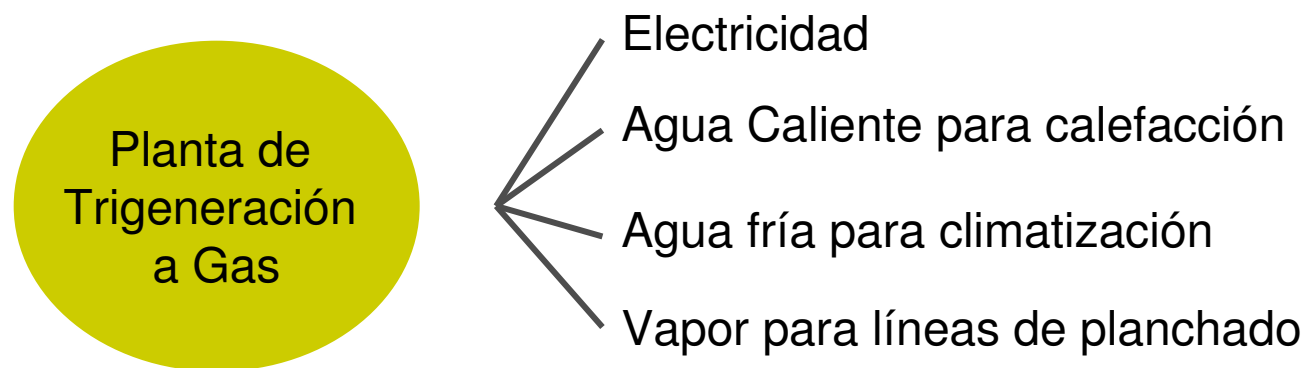 Planta de
Trigeneración
a Gas
Electricidad
Agua Caliente para calefacción
Agua fría para climatización
Vapor para líneas de planchado